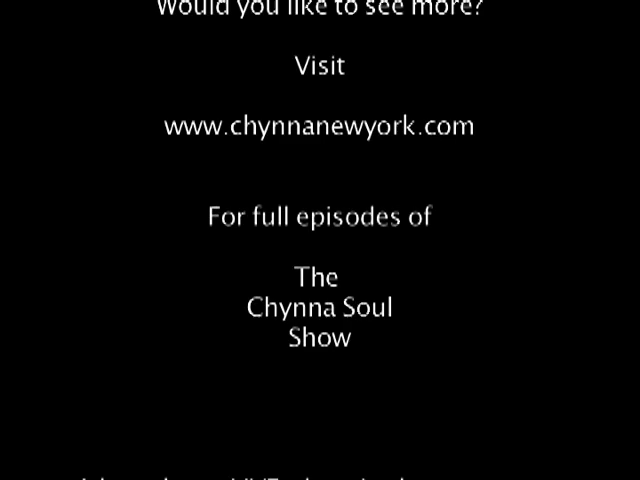 Would you like to see more?
Visit
www.chynnanewyork.com
For full episodes of
The
Chynna Soul
Show